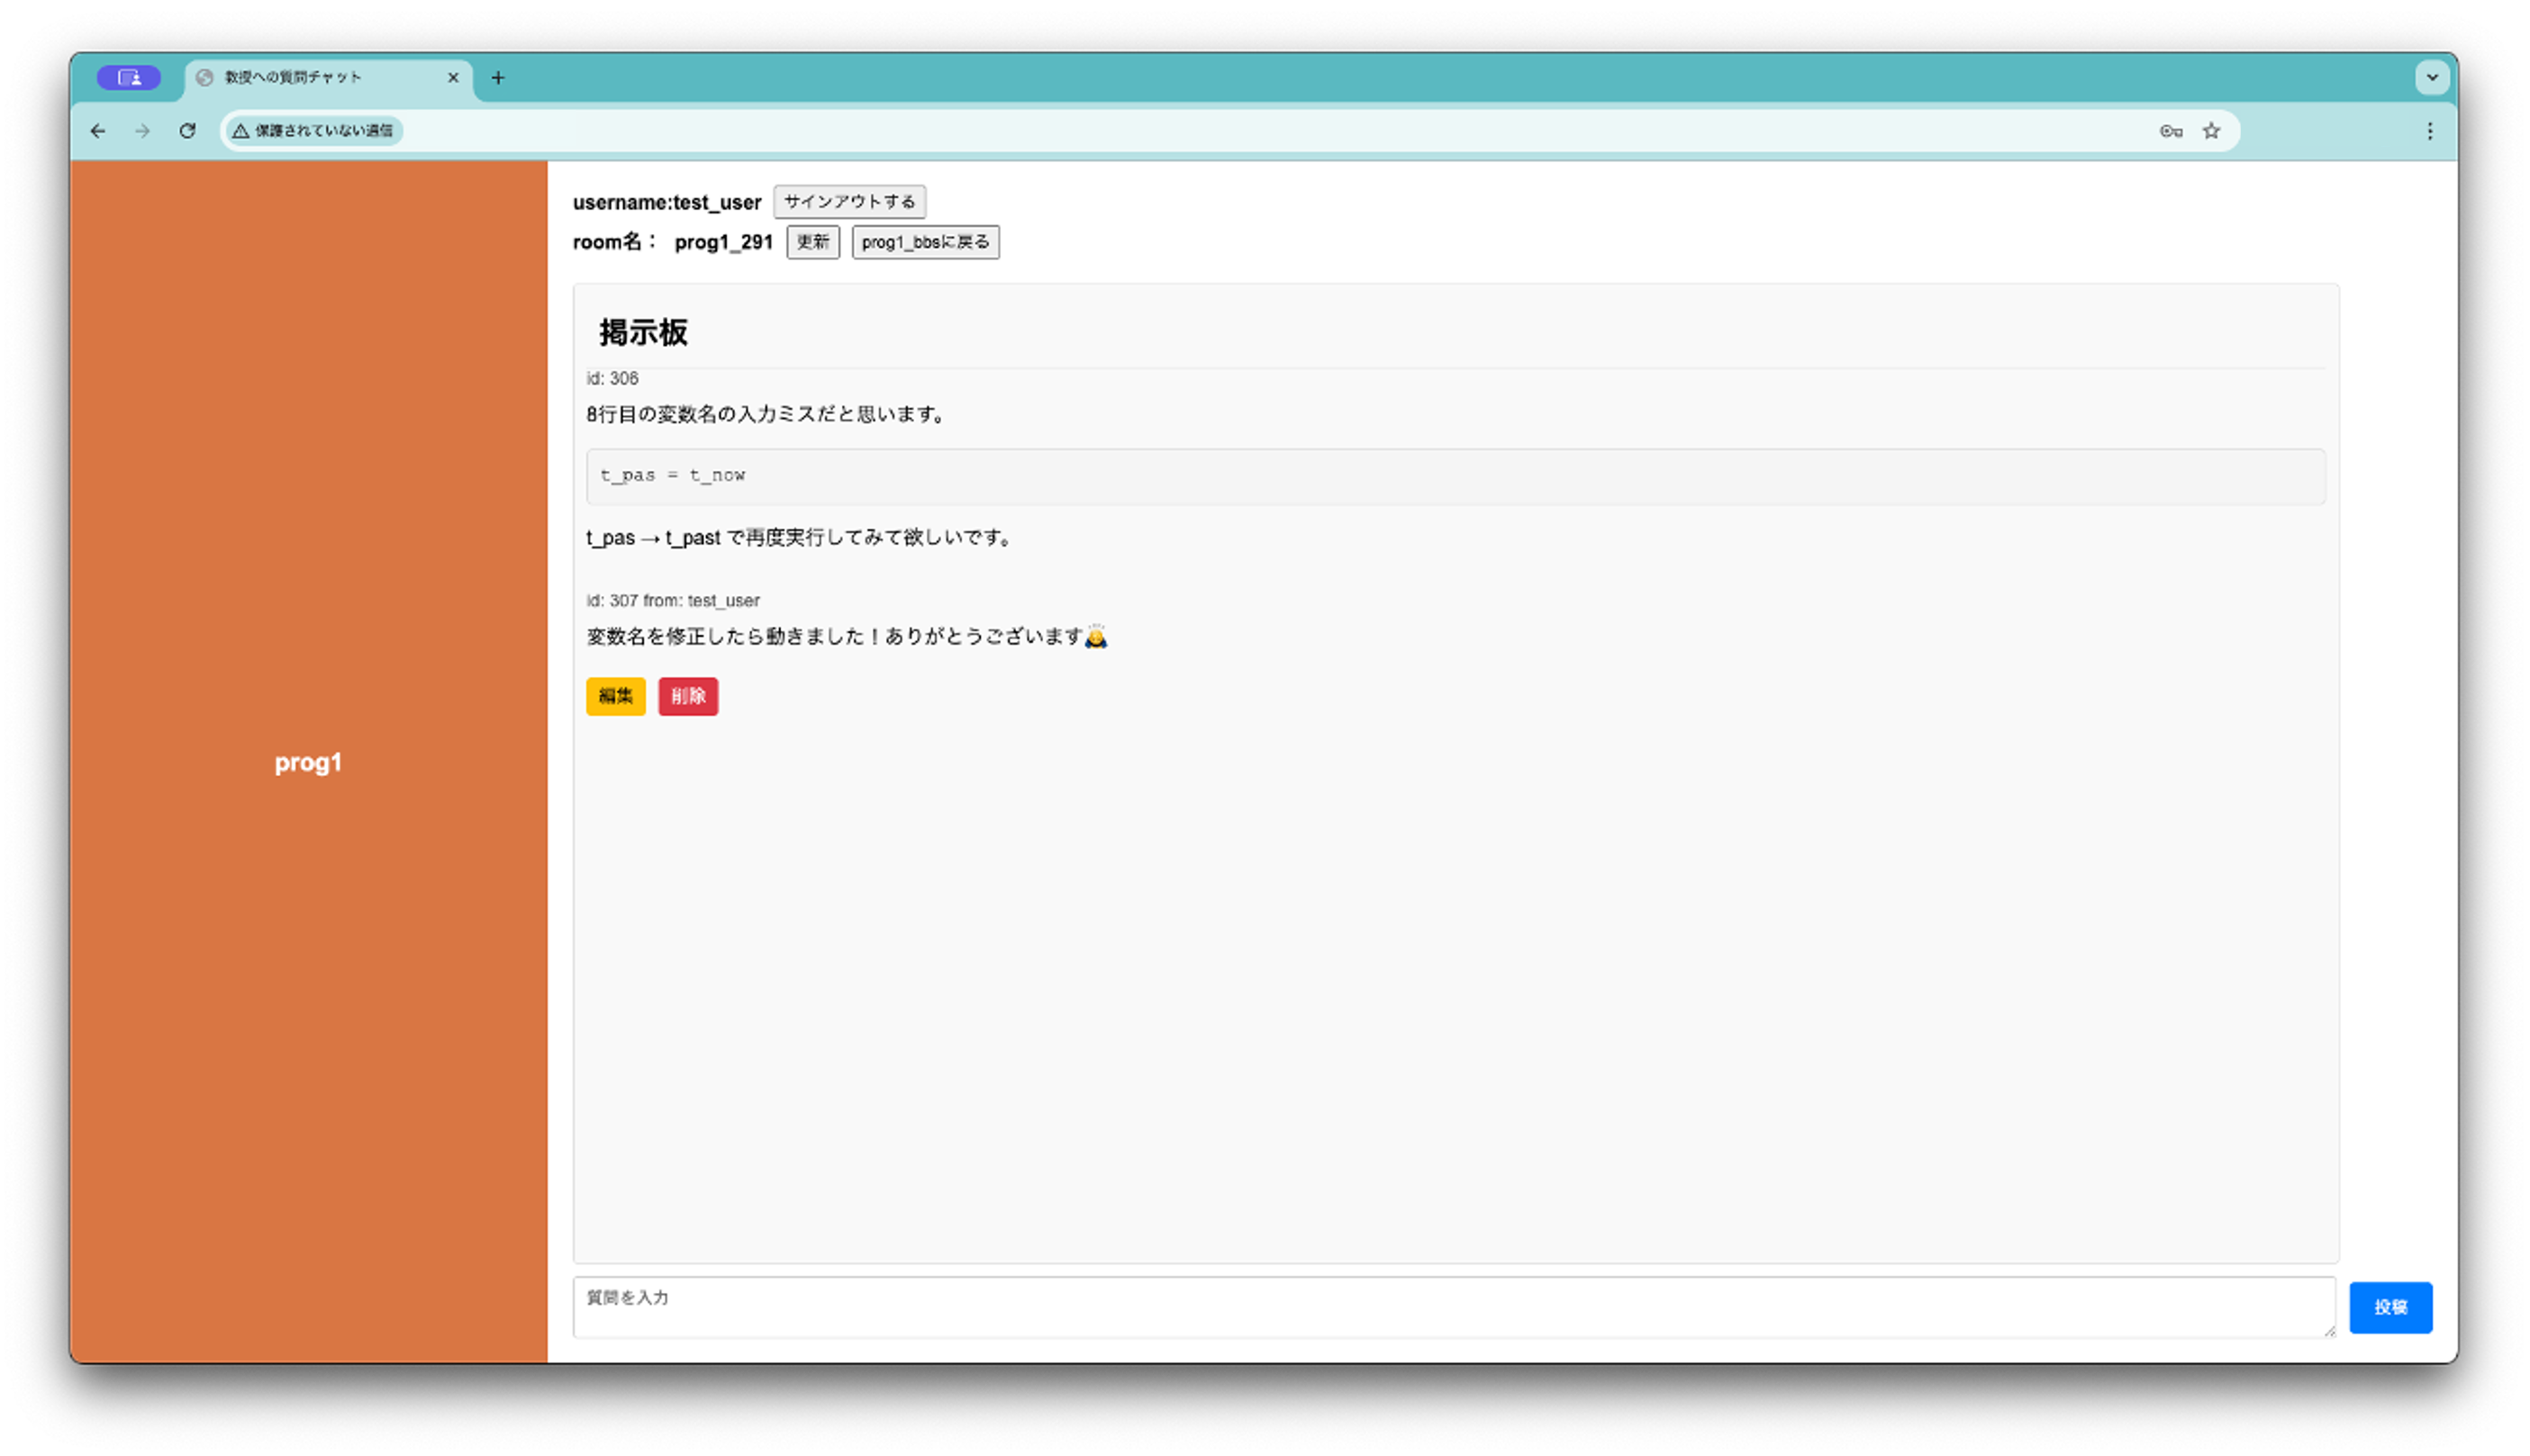 教授への質問チャット
保護されていない通信
username:test_user サインアウトする
room名： prog1_291 更新 prog1_bbsに戻る
prog1
掲示板
id: 306
8行目の変数名の入力ミスだと思います。
t_pas = t_now
t_pas → t_past で再度実行してみて欲しいです。
id: 307 from: test_user
変数名を修正したら動きました！ありがとうございます🙇
編集 削除
質問を入力
投稿